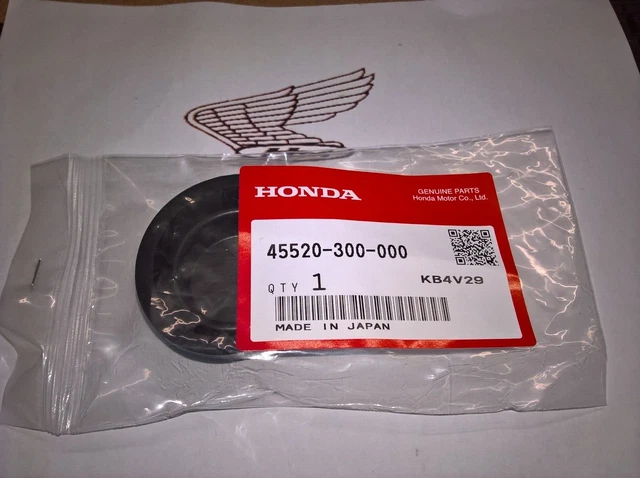 HONDA
GENUINE PARTS
Honda Motor Co., Ltd.
45520-300-000
QTY 1
KB4V29
MADE IN JAPAN